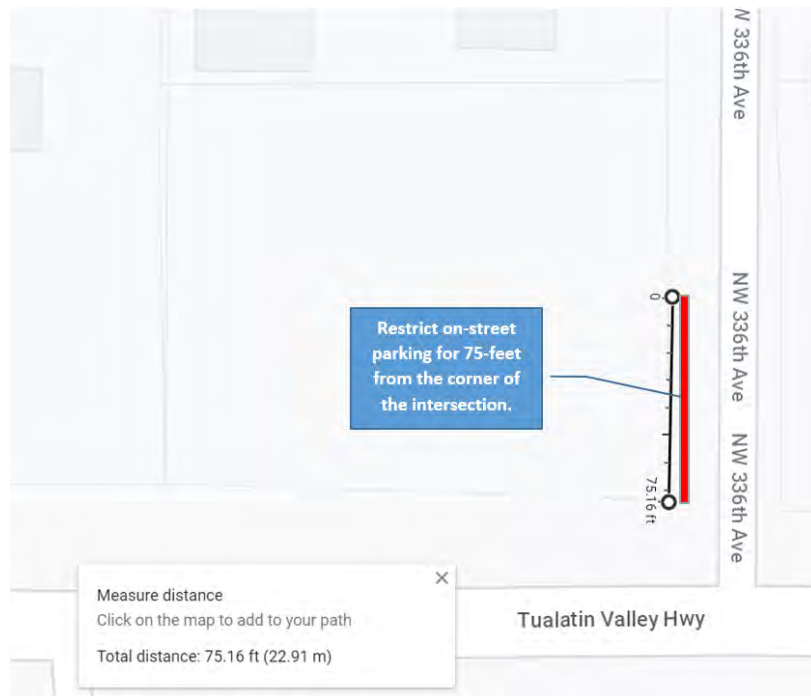 W 336th Ave
NW 336th Ave
NW 336th Ave
0
75.16 ft
Restrict on-street
parking for 75-feet
from the corner of
the intersection.
Measure distance
Click on the map to add to your path
Total distance: 75.16 ft (22.91 m)
Tualatin Valley Hwy